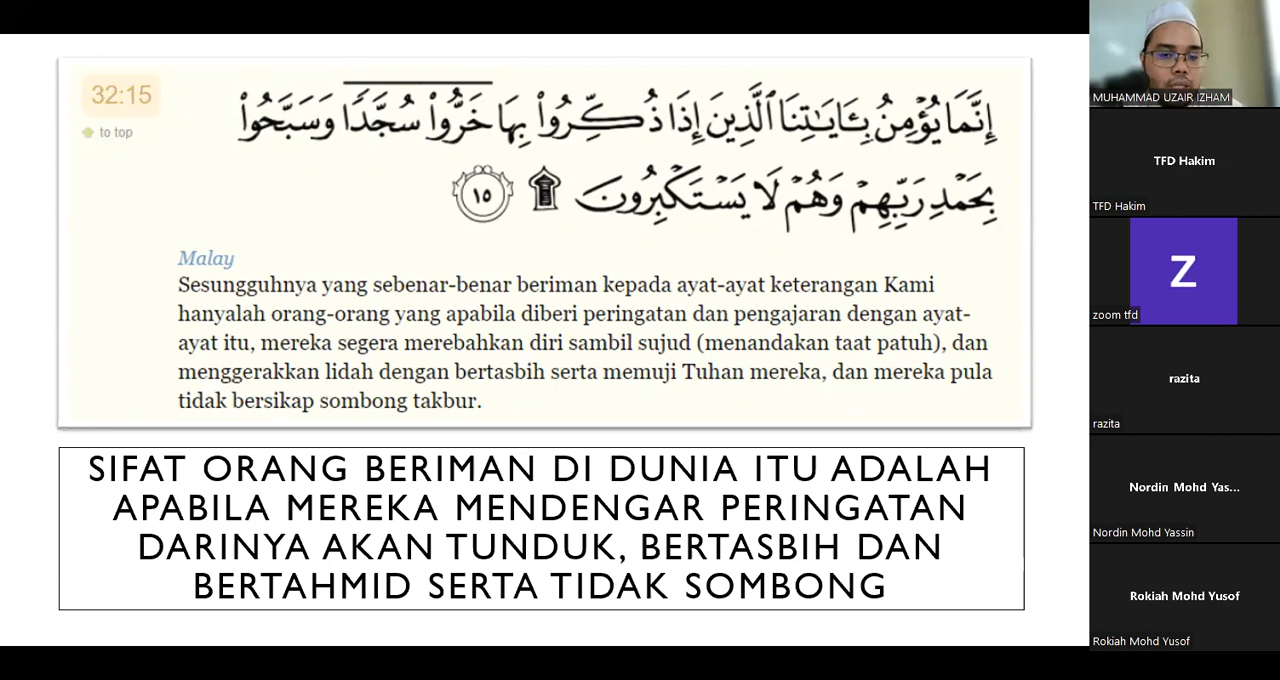 32:15
to top
إِنَّمَا يُؤْمِنُ بِـَٔايَـٰتِنَا ٱلَّذِينَ إِذَا ذُكِّرُوا۟ بِهَا خَرُّوا۟ سُجَّدًا وَسَبَّحُوا۟
بِحَمْدِ رَبِّهِمْ وَهُمْ لَا يَسْتَكْبِرُونَ ۩ ١٥
Malay
Sesungguhnya yang sebenar-benar beriman kepada ayat-ayat keterangan Kami
hanyalah orang-orang yang apabila diberi peringatan dan pengajaran dengan ayat-
ayat itu, mereka segera merebahkan diri sambil sujud (menandakan taat patuh), dan
menggerakkan lidah dengan bertasbih serta memuji Tuhan mereka, dan mereka pula
tidak bersikap sombong takbur.
SIFAT ORANG BERIMAN DI DUNIA ITU ADALAH
APABILA MEREKA MENDENGAR PERINGATAN
DARINYA AKAN TUNDUK, BERTASBIH DAN
BERTAHMID SERTA TIDAK SOMBONG
MUHAMMAD UZAIR IZHAM
TFD Hakim
TFD Hakim
Z
zoom tfd
razita
razita
Nordin Mohd Yas...
Nordin Mohd Yassin
Rokiah Mohd Yusof
Rokiah Mohd Yusof